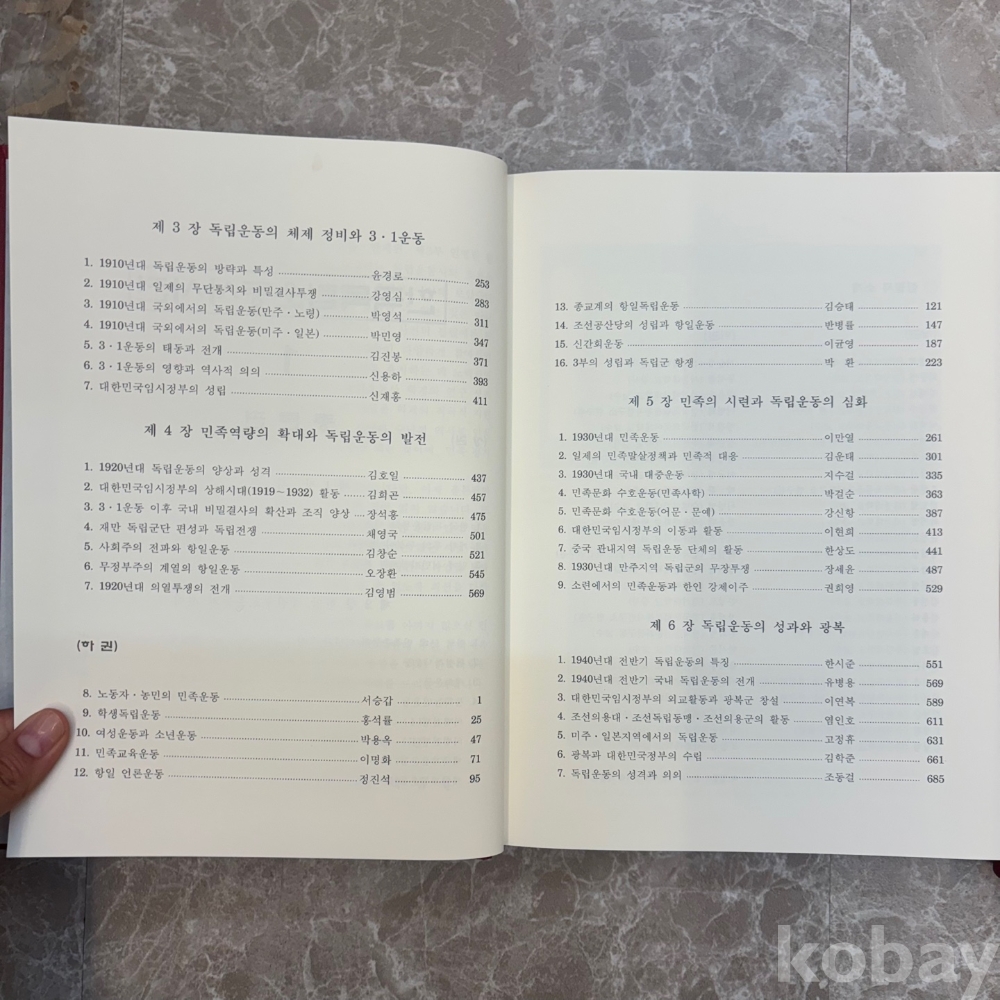 제 3 장 독립운동의 체제 정비와 3·1운동
1. 1910년대 독립운동의 방략과 특성 윤경로 253
2. 1910년대 일제의 무단통치와 비밀결사투쟁 강영심 283
3. 1910년대 국외에서의 독립운동(만주·노령) 박영석 311
4. 1910년대 국외에서의 독립운동(미주·일본) 박민영 347
5. 3·1운동의 태동과 전개 김진봉 371
6. 3·1운동의 영향과 역사적 의의 신용하 393
7. 대한민국임시정부의 성립 신재홍 411
제 4 장 민족역량의 확대와 독립운동의 발전
1. 1920년대 독립운동의 양상과 성격 김호일 437
2. 대한민국임시정부의 상해시대(1919~1932) 활동 김희곤 457
3. 3·1운동 이후 국내 비밀결사의 확산과 조직 양상 장석흥 475
4. 재만 독립군단 편성과 독립전쟁 채영국 501
5. 사회주의 전파와 항일운동 김창순 521
6. 무정부주의 계열의 항일운동 오장환 545
7. 1920년대 의열투쟁의 전개 김영범 569
(하 권)
8. 노동자·농민의 민족운동 서승갑 1
9. 학생독립운동 홍석률 25
10. 여성운동과 소년운동 박용옥 47
11. 민족교육운동 이명화 71
12. 항일 언론운동 정진석 95
13. 종교계의 항일독립운동 김승태 121
14. 조선공산당의 성립과 항일운동 반병률 147
15. 신간회운동 이균영 187
16. 3부의 성립과 독립군 항쟁 박 환 223
제 5 장 민족의 시련과 독립운동의 심화
1. 1930년대 민족운동 이만열 261
2. 일제의 민족말살정책과 민족적 대응 김운태 301
3. 1930년대 국내 대중운동 지수걸 335
4. 민족문화 수호운동(민족사학) 박걸순 363
5. 민족문화 수호운동(어문·문예) 강신항 387
6. 대한민국임시정부의 이동과 활동 이현희 413
7. 중국 관내지역 독립운동 단체의 활동 한상도 441
8. 1930년대 만주지역 독립군의 무장투쟁 장세윤 487
9. 소련에서의 민족운동과 한인 강제이주 권희영 529
제 6 장 독립운동의 성과와 광복
1. 1940년대 전반기 독립운동의 특징 한시준 551
2. 1940년대 전반기 국내 독립운동의 전개 유병용 569
3. 대한민국임시정부의 외교활동과 광복군 창설 이연복 589
4. 조선의용대·조선독립동맹·조선의용군의 활동 염인호 611
5. 미주·일본지역에서의 독립운동 고정휴 631
6. 광복과 대한민국정부의 수립 김학준 661
7. 독립운동의 성격과 의의 조동걸 685
kobay